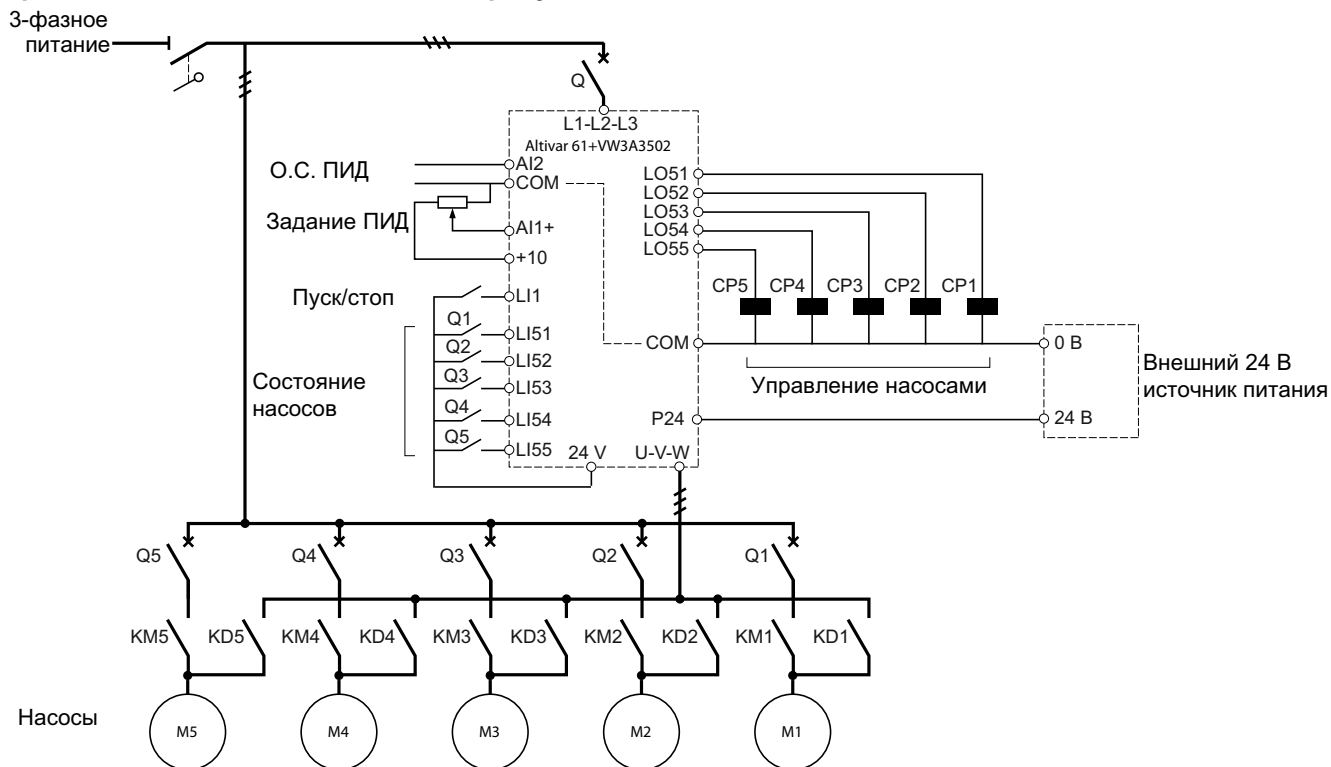 3-фазное
питание
Q
L1-L2-L3
Altivar 61+VW3A3502
О.С. ПИД
AI2
COM
Задание ПИД
AI1+
+10
Пуск/стоп
LI1
Q1
LI51
Q2
LI52
Q3
LI53
Состояние
насосов
Q4
LI54
Q5
LI55
24 V
U-V-W
LO51
LO52
LO53
LO54
LO55
CP5
CP4
CP3
CP2
CP1
COM
0 В
Управление насосами
P24
24 В
Внешний 24 В
источник питания
Q5
Q4
Q3
Q2
Q1
KM5
KD5
KM4
KD4
KM3
KD3
KM2
KD2
KM1
KD1
Насосы
M5
M4
M3
M2
M1